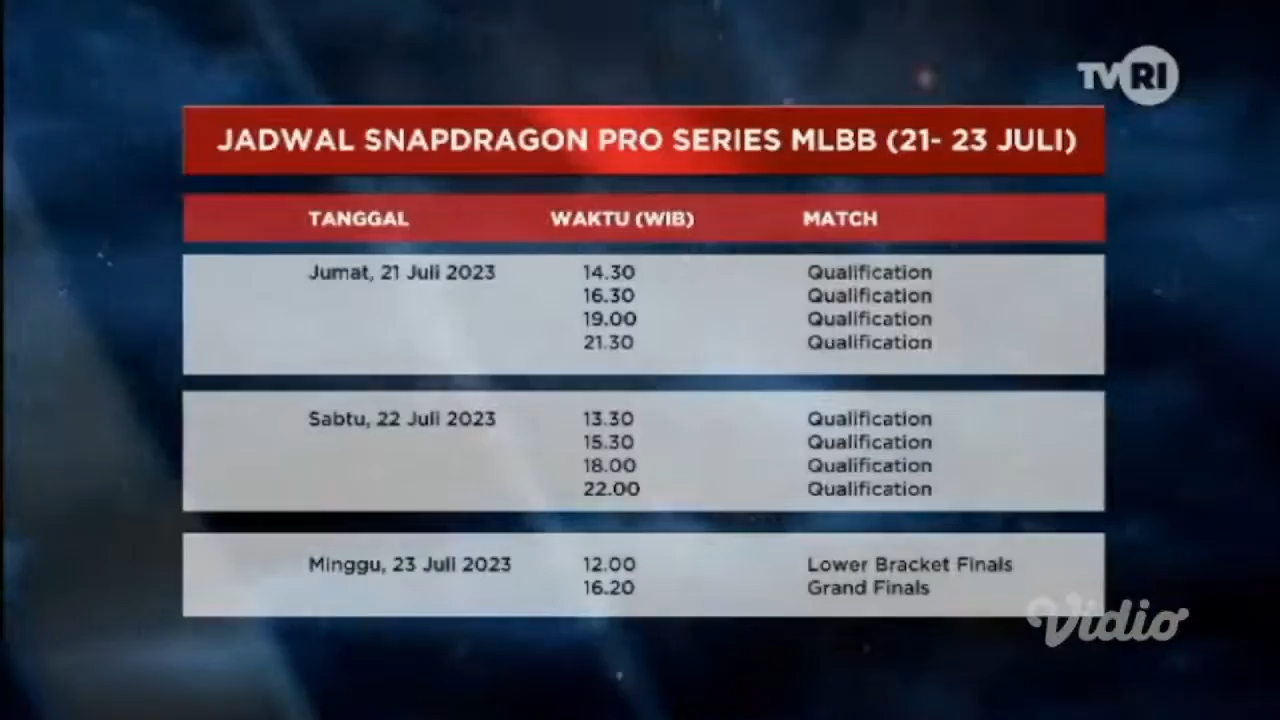 TVRI
JADWAL SNAPDRAGON PRO SERIES MLBB (21- 23 JULI)
TANGGAL WAKTU (WIB) MATCH
Jumat, 21 Juli 2023 14.30 Qualification
16.30 Qualification
19.00 Qualification
21.30 Qualification
Sabtu, 22 Juli 2023 13.30 Qualification
15.30 Qualification
18.00 Qualification
22.00 Qualification
Minggu, 23 Juli 2023 12.00 Lower Bracket Finals
16.20 Grand Finals
Vidio